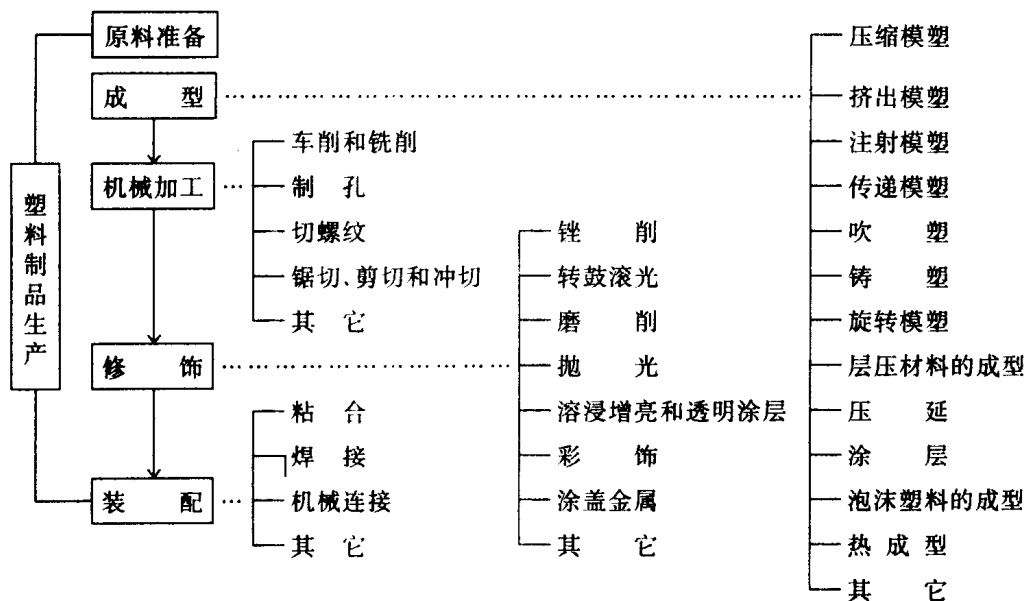 塑料制品生产
原料准备
成型
机械加工
修饰
装配
车削和铣削
制孔
切螺纹
锯切、剪切和冲切
其它
粘合
焊接
机械连接
其它
锉削
转鼓滚光
磨削
抛光
溶浸增亮和透明涂层
彩饰
涂盖金属
其它
压缩模塑
挤出模塑
注射模塑
传递模塑
吹塑
铸塑
旋转模塑
层压材料的成型
压延
涂层
泡沫塑料的成型
热成型
其它